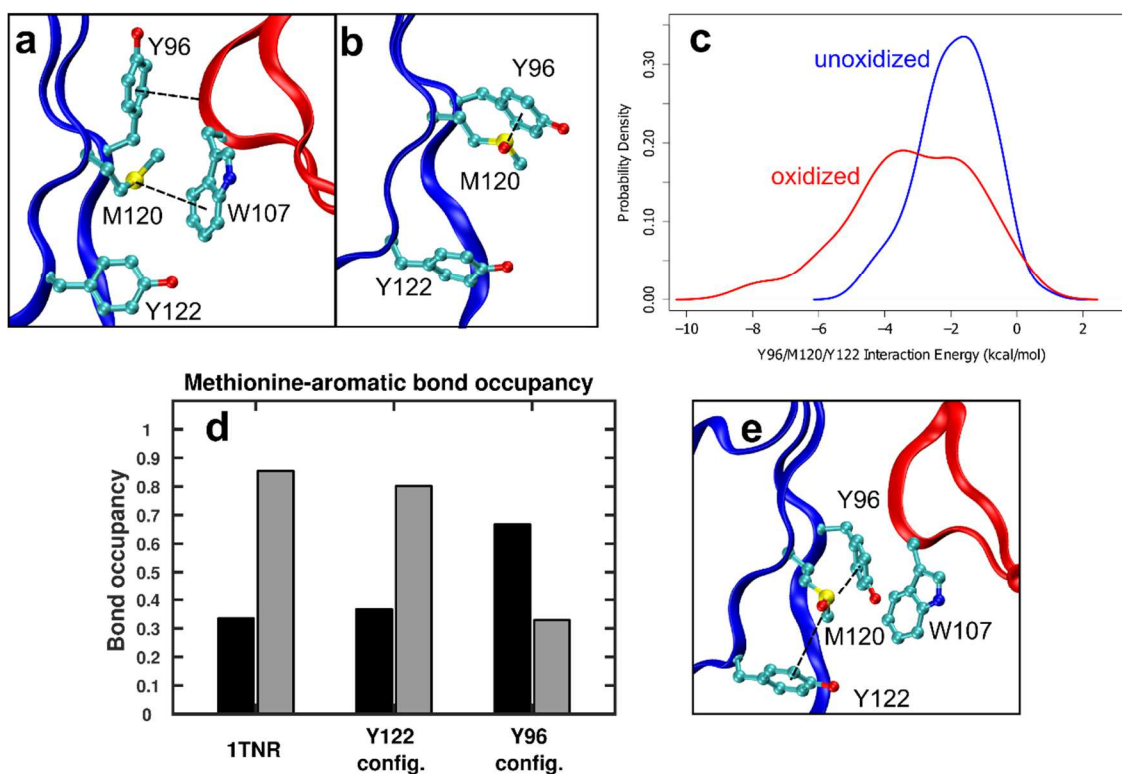 a
Y96
M120
W107
Y122
b
Y96
M120
Y122
c
unoxidized
oxidized
Probability Density
0.30
0.20
0.10
0.00
−10 −8 −6 −4 −2 0 2
Y96/M120/Y122 Interaction Energy (kcal/mol)
Methionine-aromatic bond occupancy
d
Bond occupancy
1
0.9
0.8
0.7
0.6
0.5
0.4
0.3
0.2
0.1
0
1TNR
Y122
config.
Y96
config.
e
Y96
M120
W107
Y122